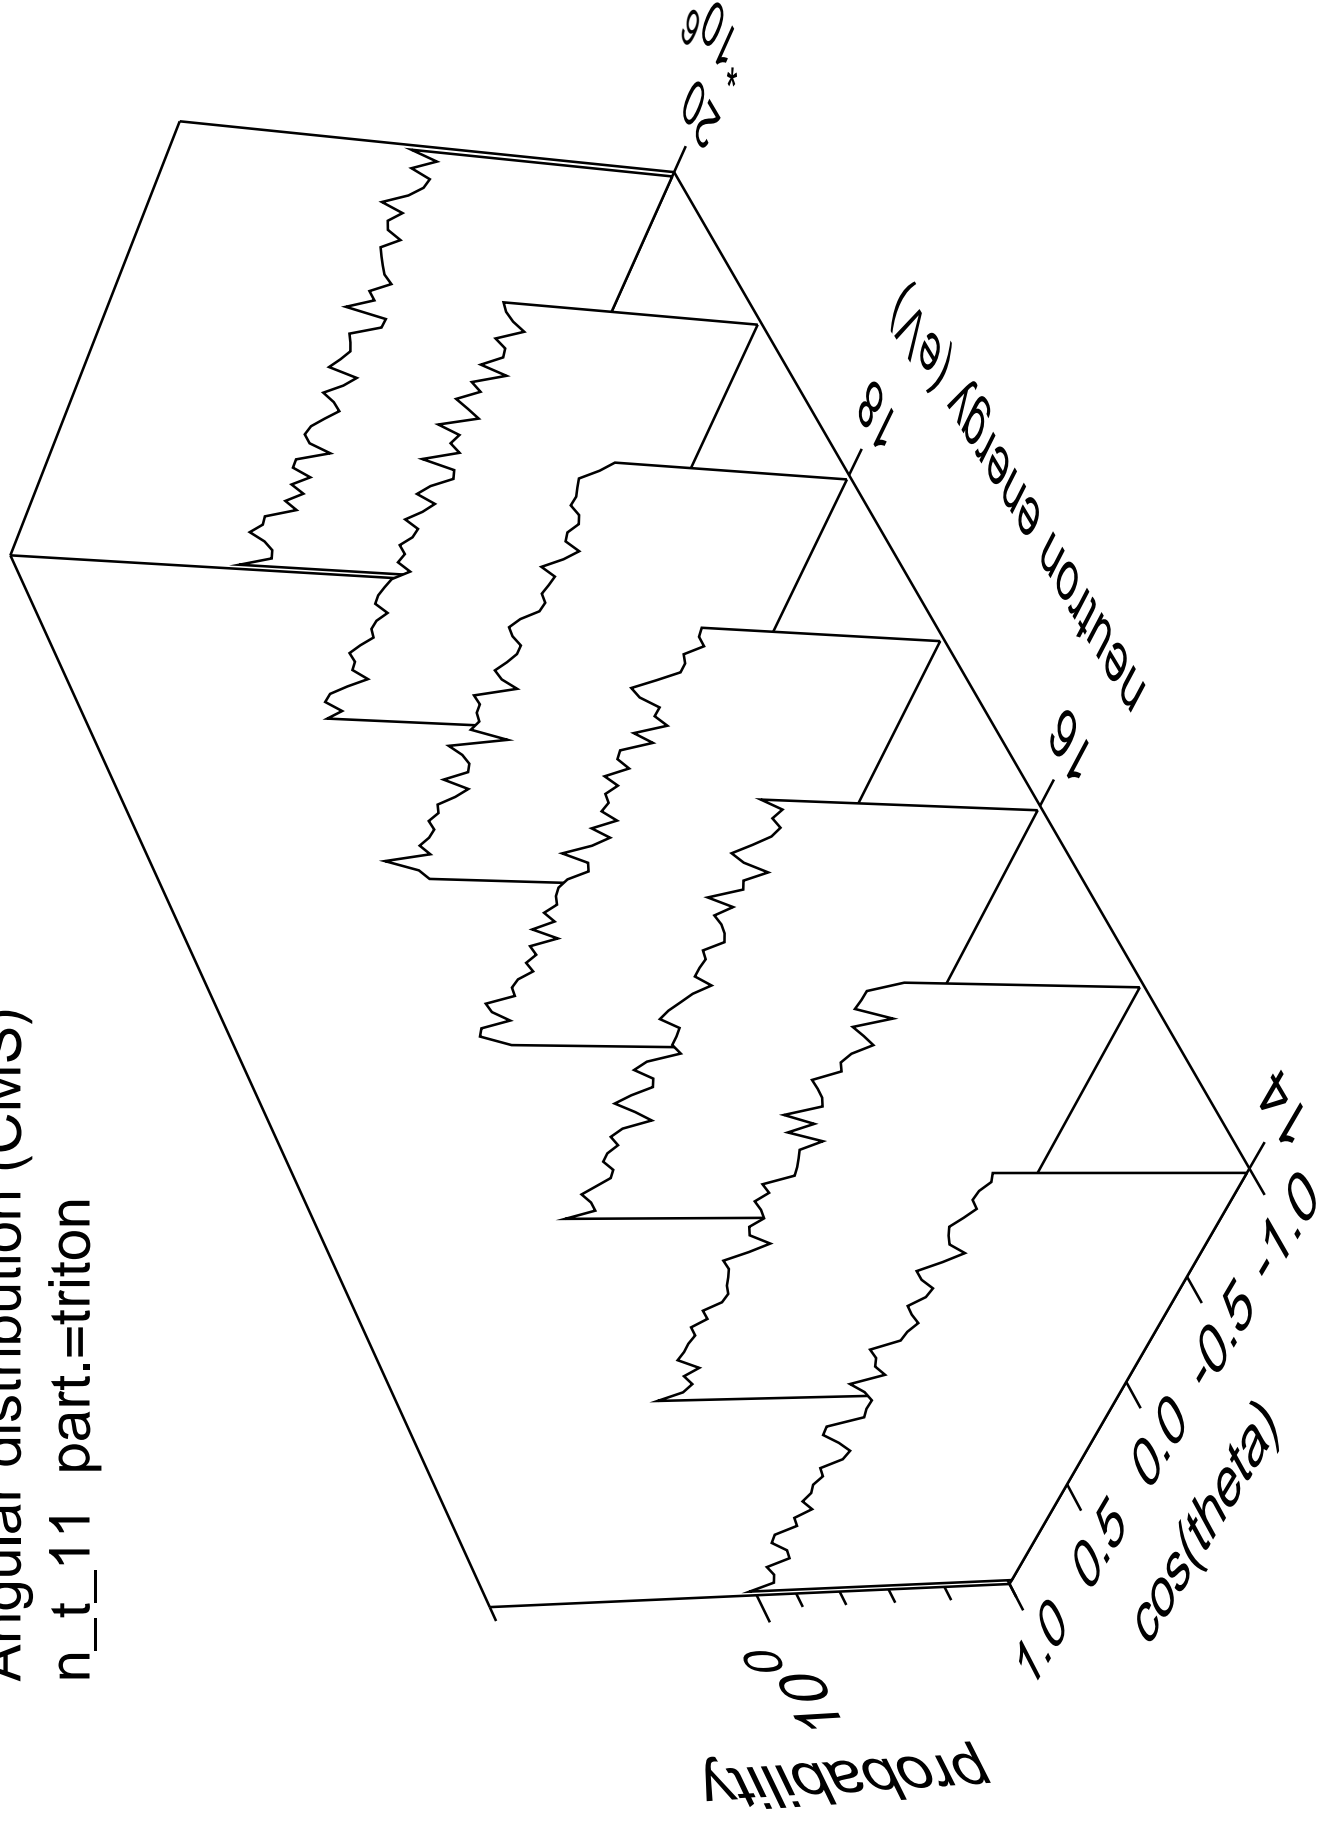 Angular distribution (CMS)
n_t_11 part.=triton
probability
10⁰
1.0
0.5
0.0
-0.5
-1.0
cos(theta)
14
16
18
20
* 10⁶
neutron energy (eV)